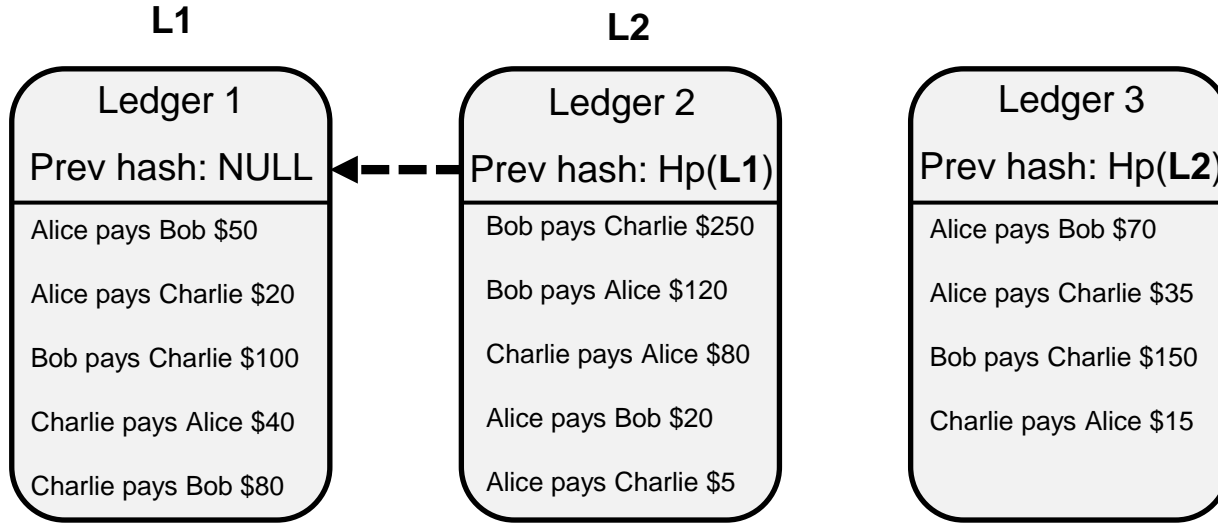 L1
L2
Ledger 1
Prev hash: NULL
Alice pays Bob $50
Alice pays Charlie $20
Bob pays Charlie $100
Charlie pays Alice $40
Charlie pays Bob $80
Ledger 2
Prev hash: Hp(L1)
Bob pays Charlie $250
Bob pays Alice $120
Charlie pays Alice $80
Alice pays Bob $20
Alice pays Charlie $5
Ledger 3
Prev hash: Hp(L2)
Alice pays Bob $70
Alice pays Charlie $35
Bob pays Charlie $150
Charlie pays Alice $15